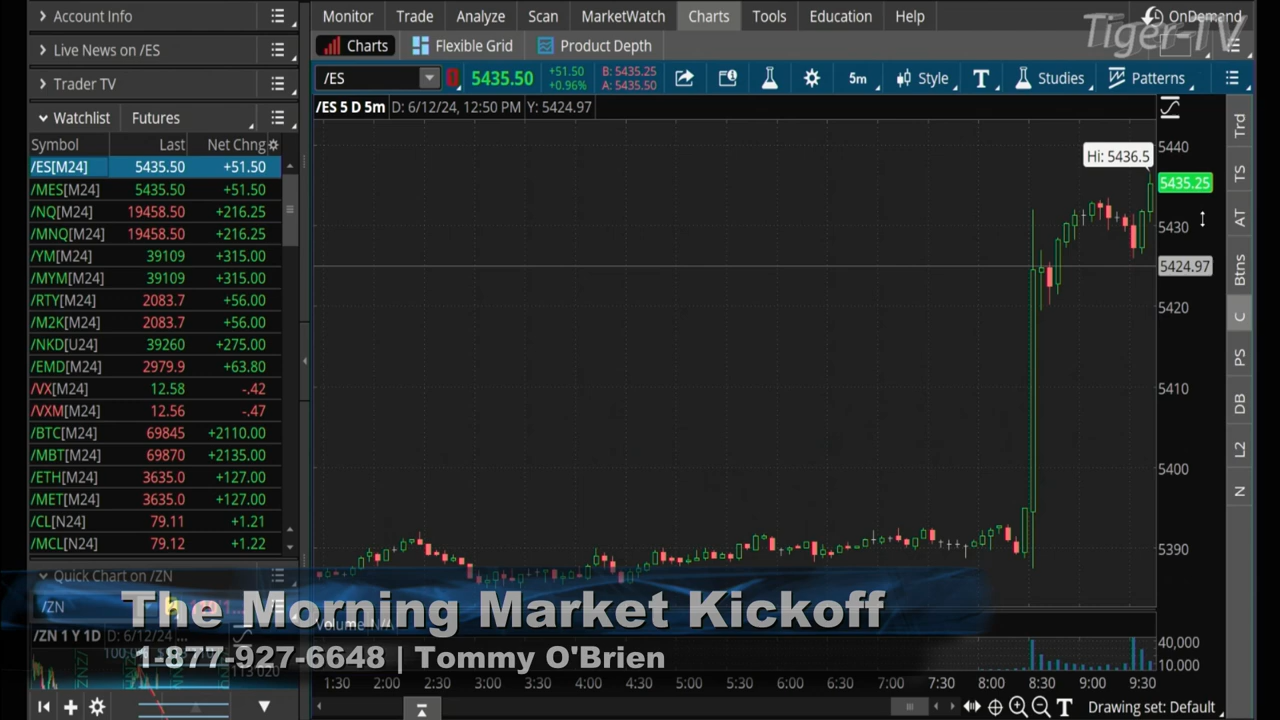 Account Info
Live News on /ES
Trader TV
Watchlist Futures
Symbol Last Net Chng
/ES[M24] 5435.50 +51.50
/MES[M24] 5435.50 +51.50
/NQ[M24] 19458.50 +216.25
/MNQ[M24] 19458.50 +216.25
/YM[M24] 39109 +315.00
/MYM[M24] 39109 +315.00
/RTY[M24] 2083.7 +56.00
/M2K[M24] 2083.7 +56.00
/NKD[U24] 39260 +275.00
/EMD[M24] 2979.9 +63.80
/VX[M24] 12.58 -.42
/VXM[M24] 12.56 -.47
/BTC[M24] 69845 +2110.00
/MBT[M24] 69870 +2135.00
/ETH[M24] 3635.0 +127.00
/MET[M24] 3635.0 +127.00
/CL[N24] 79.11 +1.21
/MCL[N24] 79.12 +1.22
Quick Chart on /ZN
/ZN
/ZN 1 Y 1D D: 6/12/24 ...
Monitor Trade Analyze Scan MarketWatch Charts Tools Education Help OnDemand
Tiger-TV
Charts Flexible Grid Product Depth
/ES 5435.50 +51.50 +0.96% B: 5435.25 A: 5435.50 5m Style T Studies Patterns
/ES 5 D 5m D: 6/12/24, 12:50 PM Y: 5424.97
Hi: 5436.5
5440
5435.25
5430
5424.97
5420
5410
5400
5390
Trd
TS
AT
Btns
C
PS
DB
L2
N
The Morning Market Kickoff
Volume N/A
1-877-927-6648 | Tommy O'Brien
40,000
10,000
1:30 2:00 2:30 3:00 3:30 4:00 4:30 5:00 5:30 6:00 6:30 7:00 7:30 8:00 8:30 9:00 9:30
T Drawing set: Default